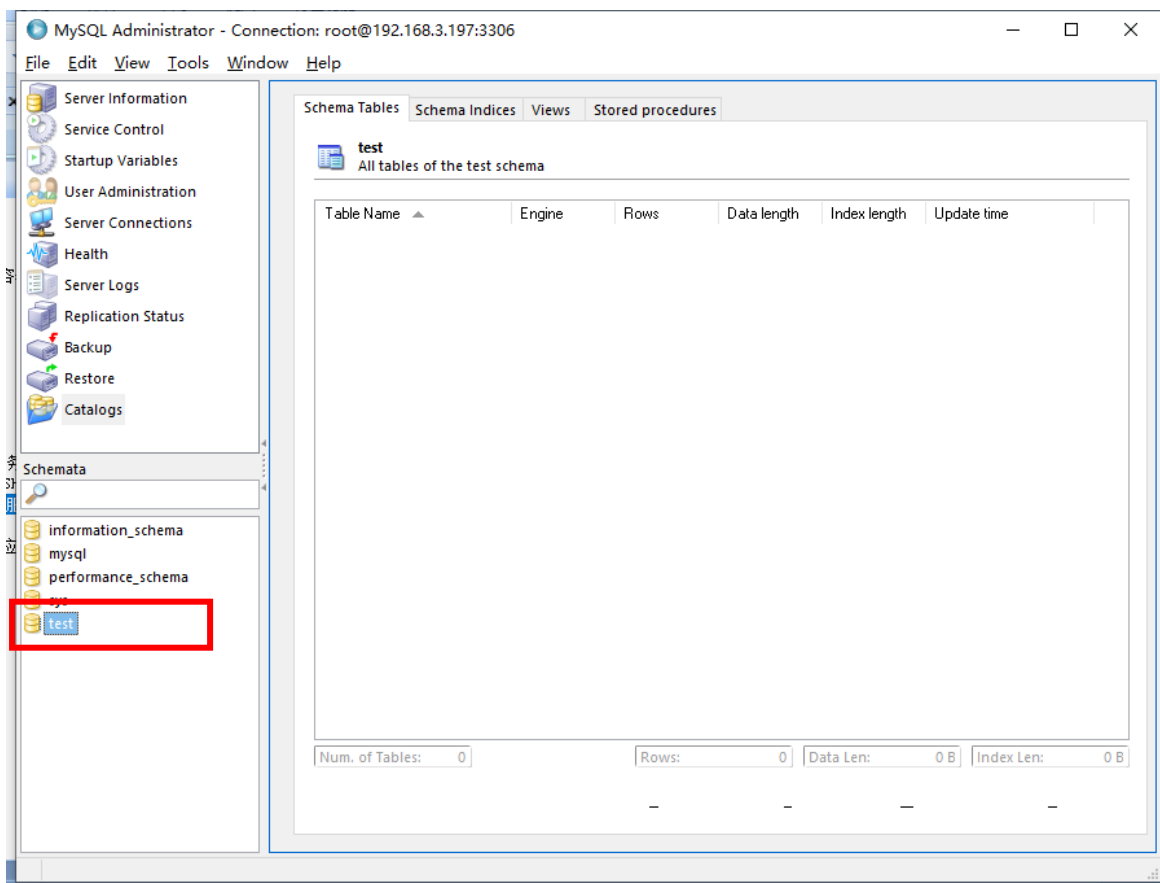 MySQL Administrator - Connection: root@192.168.3.197:3306
File Edit View Tools Window Help
Server Information
Service Control
Startup Variables
User Administration
Server Connections
Health
Server Logs
Replication Status
Backup
Restore
Catalogs
Schemata
information_schema
mysql
performance_schema
sys
test
Schema Tables Schema Indices Views Stored procedures
test
All tables of the test schema
Table Name Engine Rows Data length Index length Update time
Num. of Tables: 0 Rows: 0 Data Len: 0 B Index Len: 0 B
– – — –